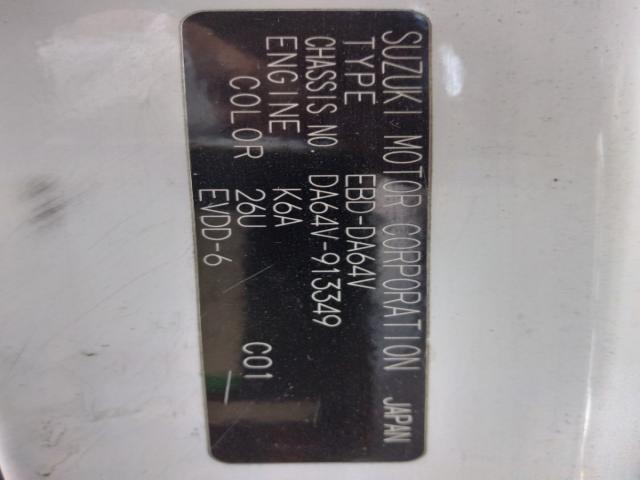 SUZUKI MOTOR CORPORATION JAPAN
TYPE EBD-DA64V
CHASSIS NO. DA64V-913349
ENGINE K6A
COLOR 26U C01
EVDD-6